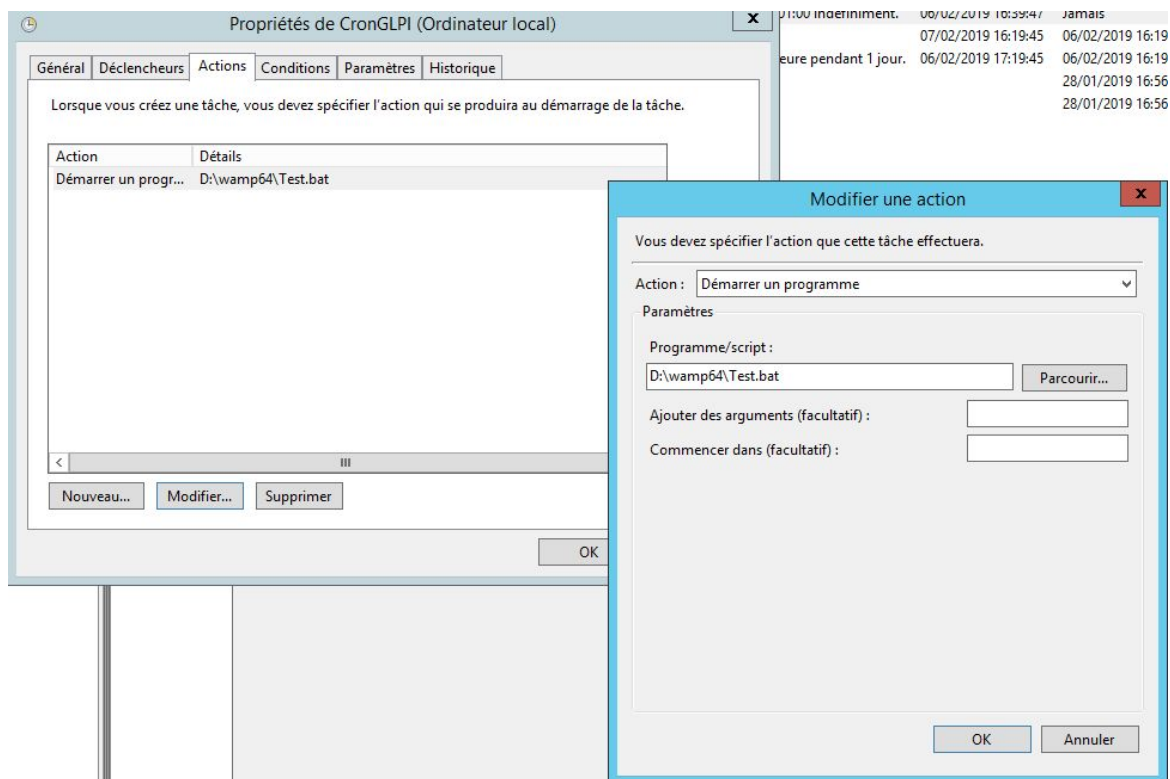 Propriétés de CronGLPI (Ordinateur local)
x
01:00 indéfiniment. 06/02/2019 16:39:47 Jamais
07/02/2019 16:19:45 06/02/2019 16:19
eure pendant 1 jour. 06/02/2019 17:19:45 06/02/2019 16:19
28/01/2019 16:56
28/01/2019 16:56
Général Déclencheurs Actions Conditions Paramètres Historique
Lorsque vous créez une tâche, vous devez spécifier l'action qui se produira au démarrage de la tâche.
Action Détails
Démarrer un progr... D:\wamp64\Test.bat
Nouveau... Modifier... Supprimer
OK
Modifier une action
x
Vous devez spécifier l'action que cette tâche effectuera.
Action : Démarrer un programme
Paramètres
Programme/script :
D:\wamp64\Test.bat Parcourir...
Ajouter des arguments (facultatif) :
Commencer dans (facultatif) :
OK Annuler